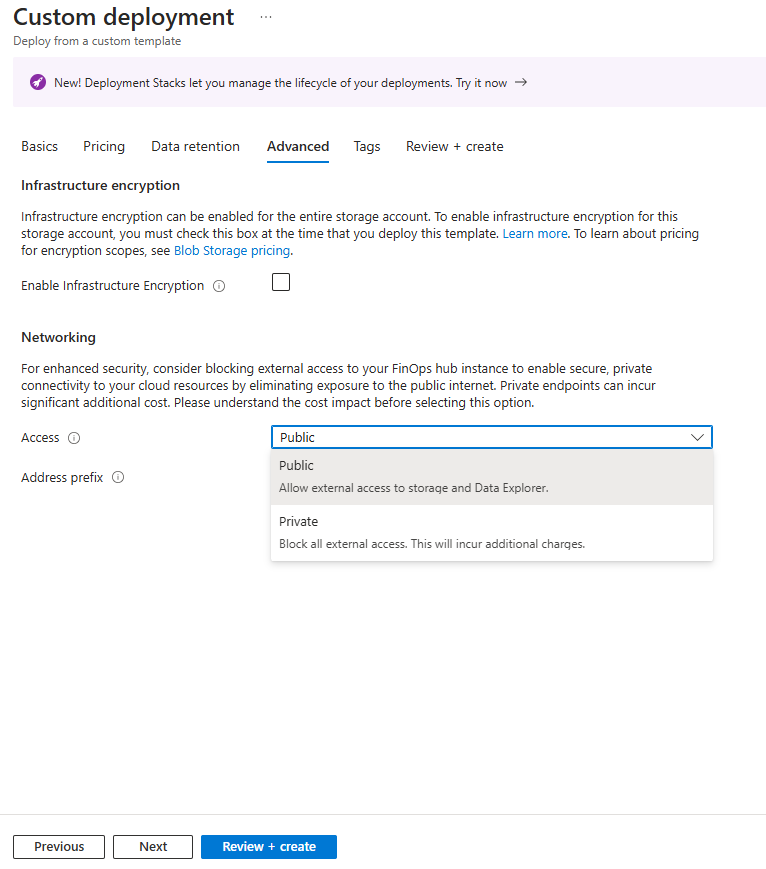 Custom deployment ...
Deploy from a custom template
New! Deployment Stacks let you manage the lifecycle of your deployments. Try it now →
Basics Pricing Data retention Advanced Tags Review + create
Infrastructure encryption
Infrastructure encryption can be enabled for the entire storage account. To enable infrastructure encryption for this
storage account, you must check this box at the time that you deploy this template. Learn more. To learn about pricing
for encryption scopes, see Blob Storage pricing.
Enable Infrastructure Encryption
Networking
For enhanced security, consider blocking external access to your FinOps hub instance to enable secure, private
connectivity to your cloud resources by eliminating exposure to the public internet. Private endpoints can incur
significant additional cost. Please understand the cost impact before selecting this option.
Access Public
Address prefix
Public
Allow external access to storage and Data Explorer.
Private
Block all external access. This will incur additional charges.
Previous Next Review + create